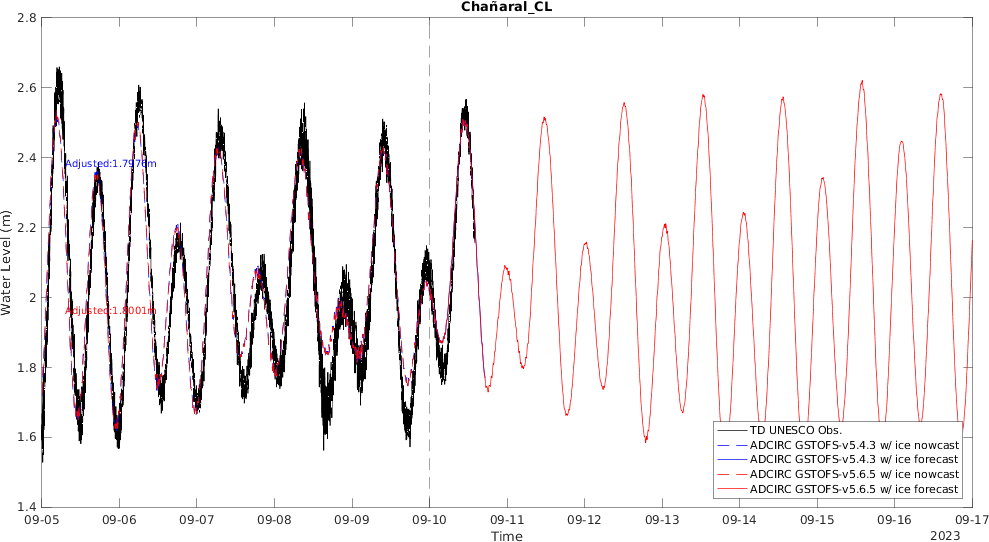 Chañaral_CL
2.8
2.6
2.4
2.2
2
1.8
1.6
1.4
Water Level (m)
Adjusted:1.7976m
Adjusted:1.8001m
TD UNESCO Obs.
ADCIRC GSTOFS-v5.4.3 w/ ice nowcast
ADCIRC GSTOFS-v5.4.3 w/ ice forecast
ADCIRC GSTOFS-v5.6.5 w/ ice nowcast
ADCIRC GSTOFS-v5.6.5 w/ ice forecast
09-05 09-06 09-07 09-08 09-09 09-10 09-11 09-12 09-13 09-14 09-15 09-16 09-17
Time
2023